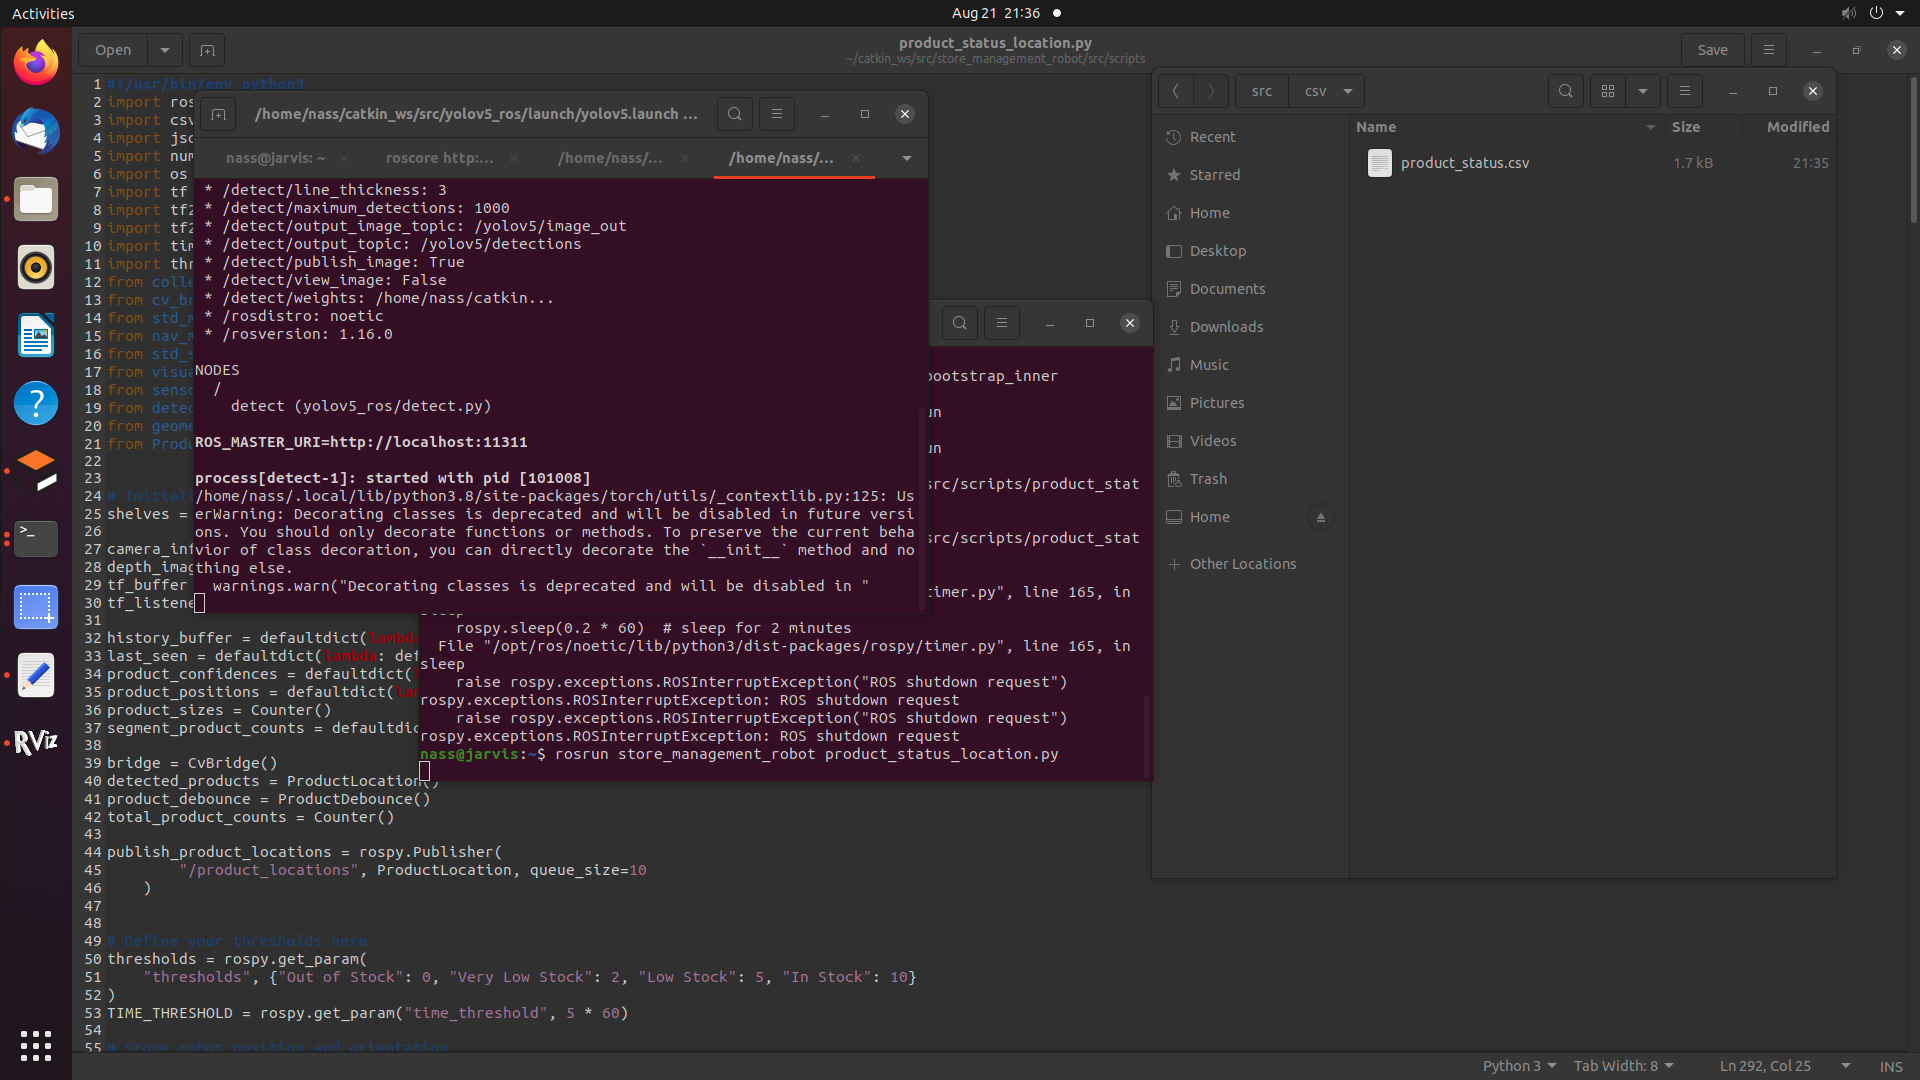 Activities
Aug 21 21:36
Open
product_status_location.py
~/catkin_ws/src/store_management_robot/src/scripts
Save
1 #!/usr/bin/env python3
2 import ros
3 import csv
4 import jso
5 import num
6 import os
7 import tf
8 import tf2
9 import tf2
10 import tim
11 import thr
12 from colle
13 from cv_br
14 from std_m
15 from nav_m
16 from std_s
17 from visua
18 from senso
19 from detec
20 from geome
21 from Produ
22
23
24 # Initiali
25 shelves =
26
27 camera_inf
28 depth_imag
29 tf_buffer
30 tf_listene
31
32 history_buffer = defaultdict(lambda
33 last_seen = defaultdict(lambda: def
34 product_confidences = defaultdict(
35 product_positions = defaultdict(la
36 product_sizes = Counter()
37 segment_product_counts = defaultdic
38
39 bridge = CvBridge()
40 detected_products = ProductLocation()
41 product_debounce = ProductDebounce()
42 total_product_counts = Counter()
43
44 publish_product_locations = rospy.Publisher(
45 "/product_locations", ProductLocation, queue_size=10
46 )
47
48
49 # Define your thresholds here
50 thresholds = rospy.get_param(
51 "thresholds", {"Out of Stock": 0, "Very Low Stock": 2, "Low Stock": 5, "In Stock": 10}
52 )
53 TIME_THRESHOLD = rospy.get_param("time_threshold", 5 * 60)
54
55 # Store robot position and orientation
Python 3
Tab Width: 8
Ln 292, Col 25
INS
/home/nass/catkin_ws/src/yolov5_ros/launch/yolov5.launch ...
nass@jarvis: ~
roscore http:...
/home/nass/...
/home/nass/...
* /detect/line_thickness: 3
* /detect/maximum_detections: 1000
* /detect/output_image_topic: /yolov5/image_out
* /detect/output_topic: /yolov5/detections
* /detect/publish_image: True
* /detect/view_image: False
* /detect/weights: /home/nass/catkin...
* /rosdistro: noetic
* /rosversion: 1.16.0
NODES
/
detect (yolov5_ros/detect.py)
ROS_MASTER_URI=http://localhost:11311
process[detect-1]: started with pid [101008]
/home/nass/.local/lib/python3.8/site-packages/torch/utils/_contextlib.py:125: Us
erWarning: Decorating classes is deprecated and will be disabled in future versi
ons. You should only decorate functions or methods. To preserve the current beha
vior of class decoration, you can directly decorate the `__init__` method and no
thing else.
warnings.warn("Decorating classes is deprecated and will be disabled in "
bootstrap_inner
un
un
src/scripts/product_stat
src/scripts/product_stat
timer.py", line 165, in
rospy.sleep(0.2 * 60)  # sleep for 2 minutes
File "/opt/ros/noetic/lib/python3/dist-packages/rospy/timer.py", line 165, in
sleep
raise rospy.exceptions.ROSInterruptException("ROS shutdown request")
rospy.exceptions.ROSInterruptException: ROS shutdown request
raise rospy.exceptions.ROSInterruptException("ROS shutdown request")
rospy.exceptions.ROSInterruptException: ROS shutdown request
nass@jarvis:~$ rosrun store_management_robot product_status_location.py
src
csv
Recent
Starred
Home
Desktop
Documents
Downloads
Music
Pictures
Videos
Trash
Home
Other Locations
Name
Size
Modified
product_status.csv
1.7 kB
21:35
>_
?
RViz